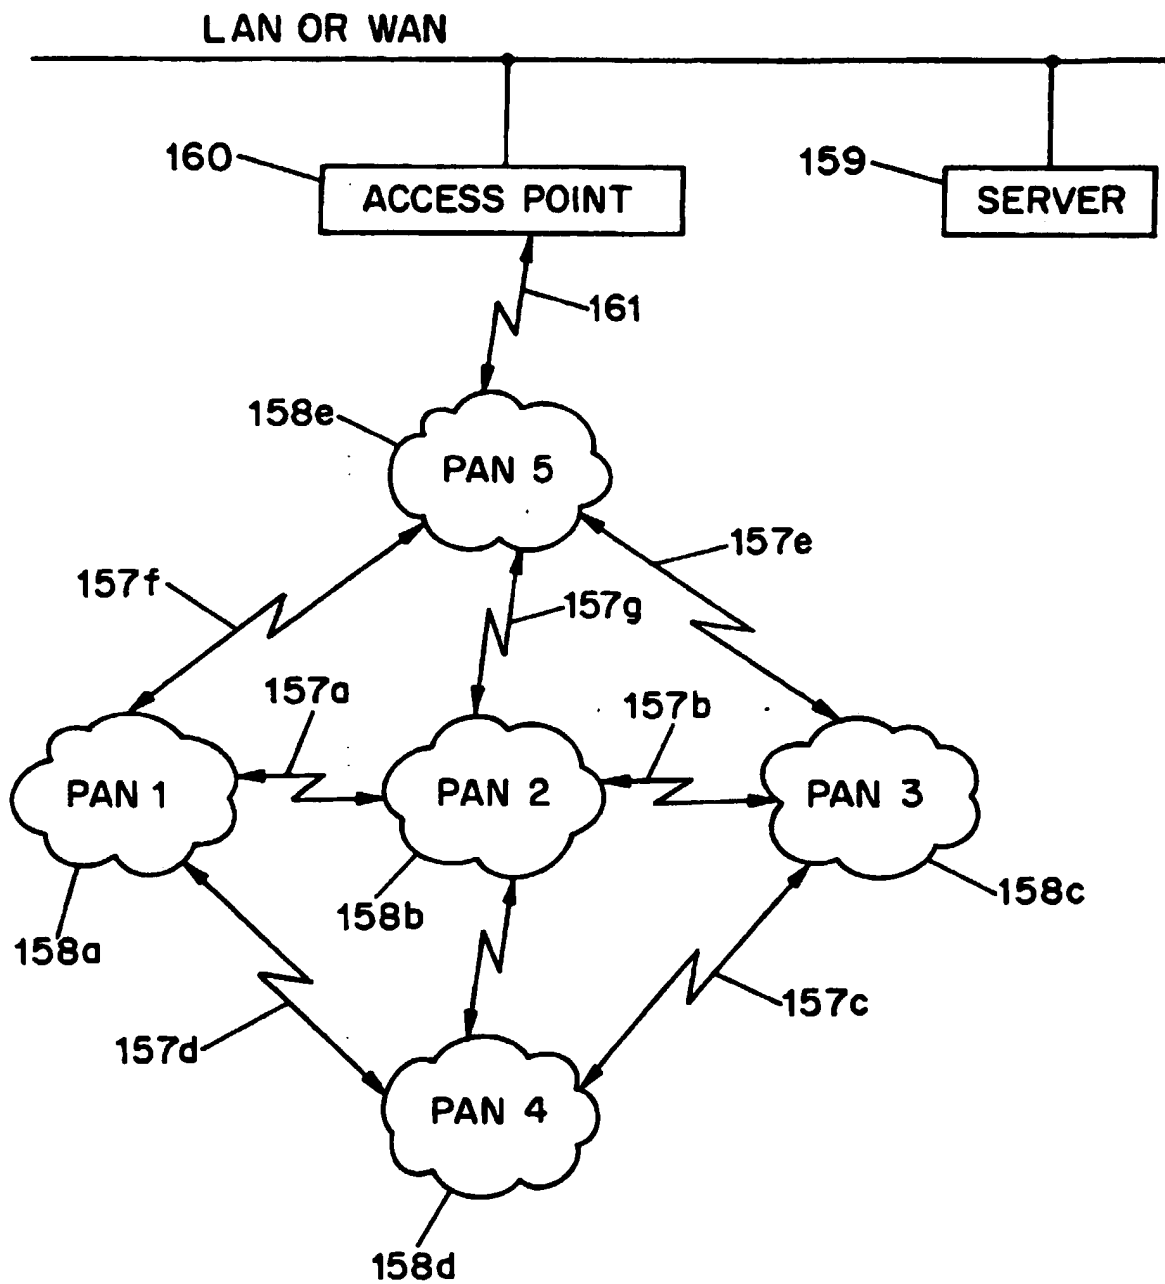 LAN OR WAN
160
ACCESS POINT
159
SERVER
161
158e
PAN 5
157e
157f
157g
157a
157b
PAN 1
PAN 2
PAN 3
158a
158b
158c
157d
157c
PAN 4
158d